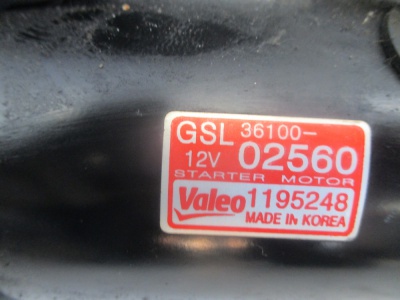 GSL 36100-
12V 02560
STARTER MOTOR
Valeo 1195248
MADE IN KOREA